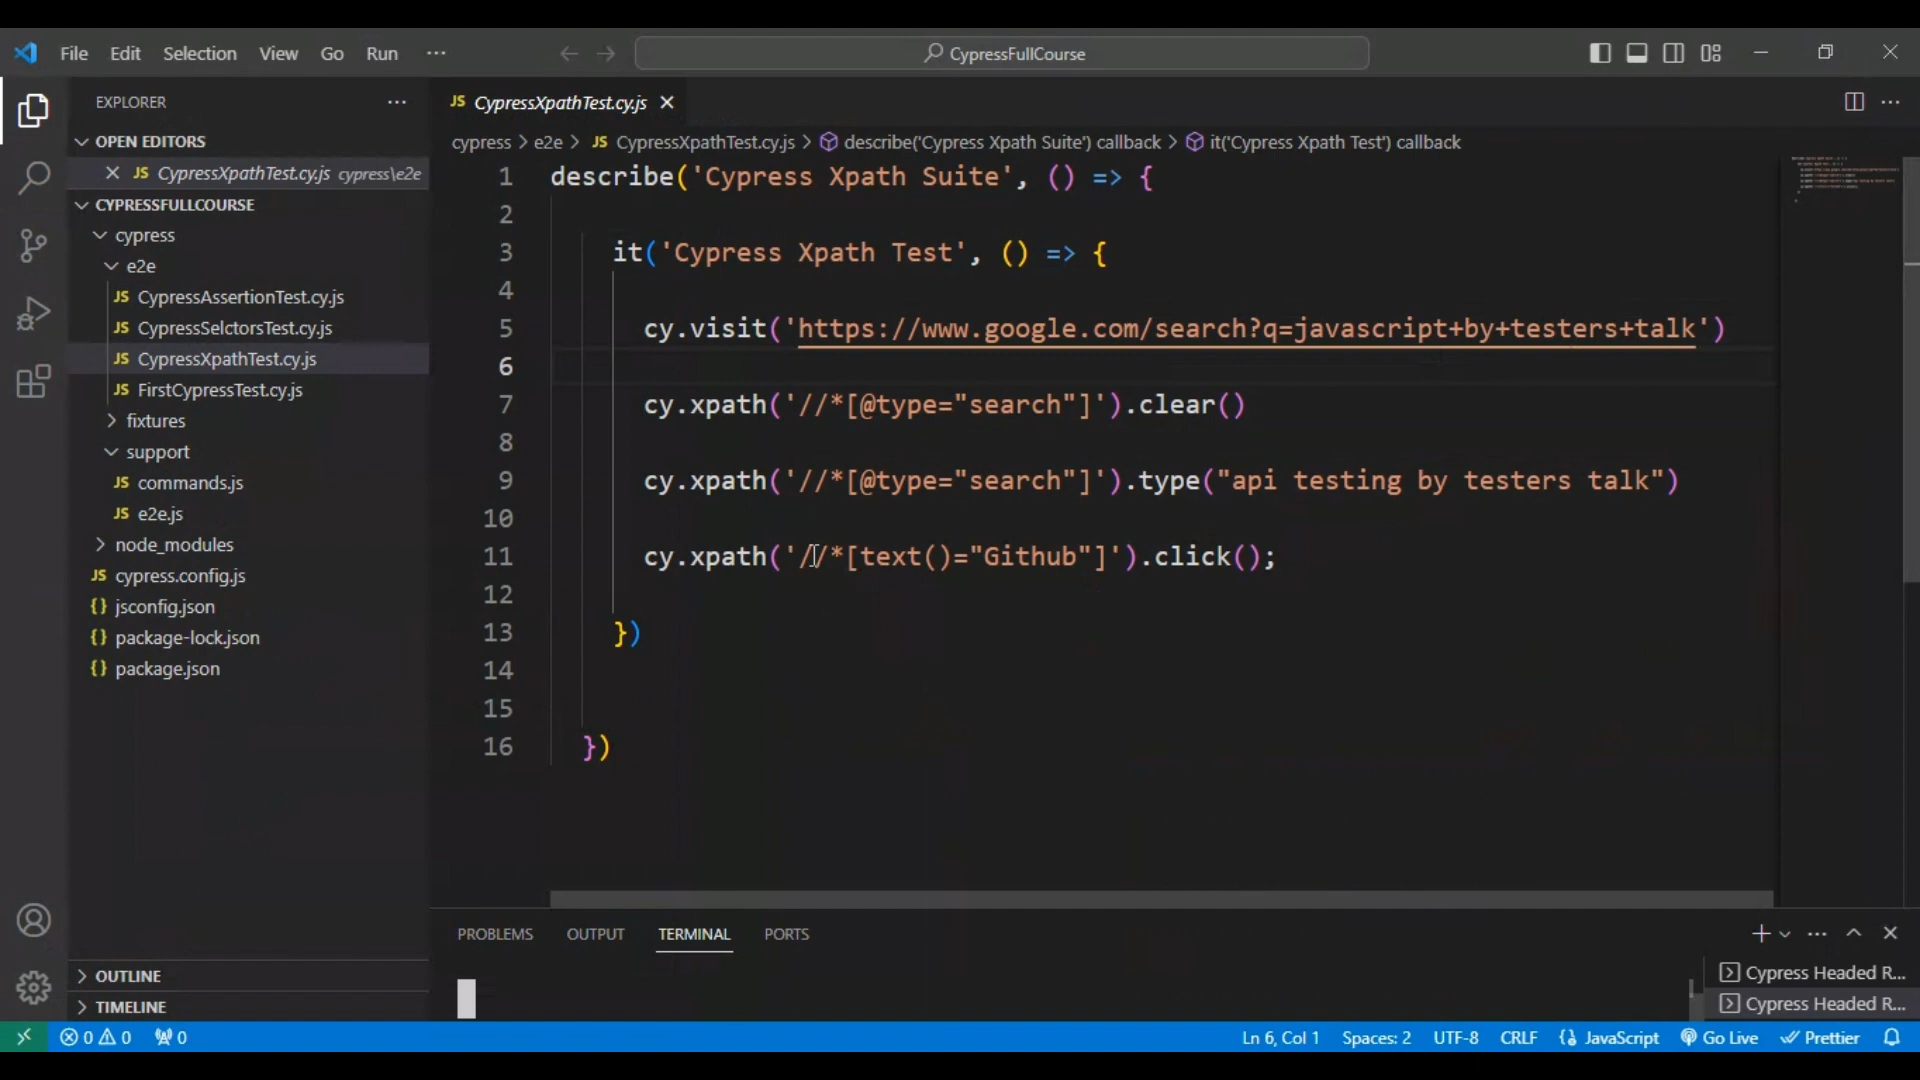 File Edit Selection View Go Run ···
CypressFullCourse
EXPLORER
OPEN EDITORS
JS CypressXpathTest.cy.js cypress\e2e
CYPRESSFULLCOURSE
cypress
e2e
JS CypressAssertionTest.cy.js
JS CypressSelctorsTest.cy.js
JS CypressXpathTest.cy.js
JS FirstCypressTest.cy.js
fixtures
support
JS commands.js
JS e2e.js
node_modules
JS cypress.config.js
{} jsconfig.json
{} package-lock.json
{} package.json
OUTLINE
TIMELINE
JS CypressXpathTest.cy.js
cypress > e2e > JS CypressXpathTest.cy.js > describe('Cypress Xpath Suite') callback > it('Cypress Xpath Test') callback
1 describe('Cypress Xpath Suite', () => {
2
3 it('Cypress Xpath Test', () => {
4
5 cy.visit('https://www.google.com/search?q=javascript+by+testers+talk')
6
7 cy.xpath('//*[@type="search"]').clear()
8
9 cy.xpath('//*[@type="search"]').type("api testing by testers talk")
10
11 cy.xpath('//*[text()="Github"]').click();
12
13 })
14
15
16 })
PROBLEMS OUTPUT TERMINAL PORTS
Cypress Headed R...
Cypress Headed R...
0 0 0
Ln 6, Col 1 Spaces: 2 UTF-8 CRLF JavaScript Go Live Prettier